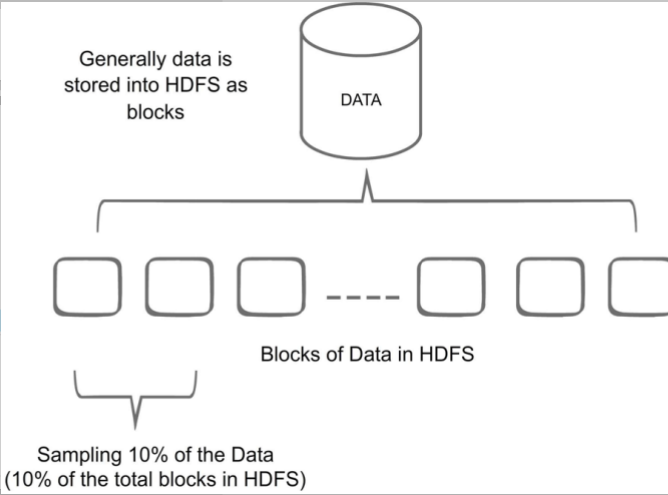 Generally data is
stored into HDFS as
blocks
DATA
Blocks of Data in HDFS
Sampling 10% of the Data
(10% of the total blocks in HDFS)